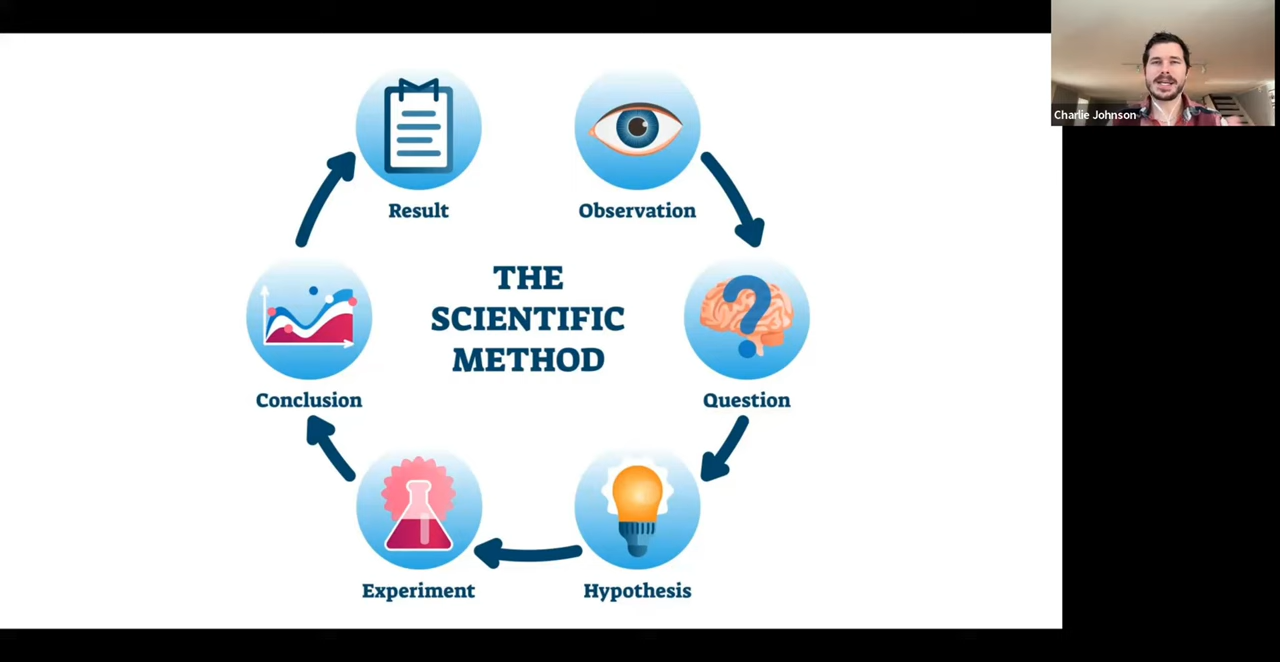 Result
Observation
THE
SCIENTIFIC
METHOD
Conclusion
Question
Experiment
Hypothesis
Charlie Johnson